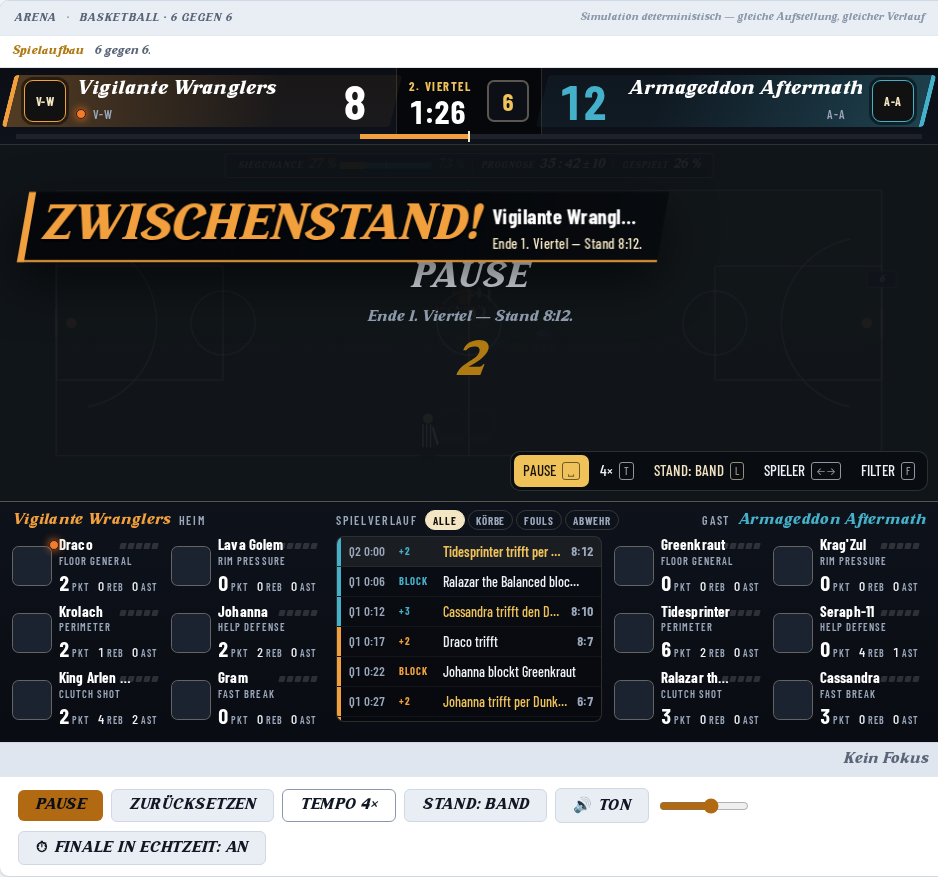 ARENA · BASKETBALL · 6 GEGEN 6
Simulation deterministisch — gleiche Aufstellung, gleicher Verlauf
Spielaufbau 6 gegen 6.
V-W Vigilante Wranglers V-W 8
2. VIERTEL
1:26
6
12 Armageddon Aftermath A-A A-A
SIEGCHANCE 27 % 73 % · PROGNOSE 35 : 42 ± 10 · GESPIELT 26 %
ZWISCHENSTAND! Vigilante Wrangl...
Ende 1. Viertel — Stand 8:12.
PAUSE
Ende 1. Viertel — Stand 8:12.
2
PAUSE 4× T STAND: BAND L SPIELER ←→ FILTER F
Vigilante Wranglers HEIM
Draco
FLOOR GENERAL
2 PKT 0 REB 0 AST
Lava Golem
RIM PRESSURE
0 PKT 0 REB 0 AST
Krolach
PERIMETER
2 PKT 1 REB 0 AST
Johanna
HELP DEFENSE
2 PKT 2 REB 0 AST
King Arlen ...
CLUTCH SHOT
2 PKT 4 REB 2 AST
Gram
FAST BREAK
0 PKT 0 REB 0 AST
SPIELVERLAUF ALLE KÖRBE FOULS ABWEHR
Q2 0:00 +2 Tidesprinter trifft per ... 8:12
Q1 0:06 BLOCK Ralazar the Balanced bloc...
Q1 0:12 +3 Cassandra trifft den D... 8:10
Q1 0:17 +2 Draco trifft 8:7
Q1 0:22 BLOCK Johanna blockt Greenkraut
Q1 0:27 +2 Johanna trifft per Dunk... 6:7
GAST Armageddon Aftermath
Greenkraut
FLOOR GENERAL
0 PKT 0 REB 0 AST
Krag'Zul
RIM PRESSURE
0 PKT 0 REB 0 AST
Tidesprinter
PERIMETER
6 PKT 2 REB 0 AST
Seraph-11
HELP DEFENSE
0 PKT 4 REB 1 AST
Ralazar th...
CLUTCH SHOT
3 PKT 0 REB 0 AST
Cassandra
FAST BREAK
3 PKT 0 REB 0 AST
Kein Fokus
PAUSE ZURÜCKSETZEN TEMPO 4× STAND: BAND TON
FINALE IN ECHTZEIT: AN